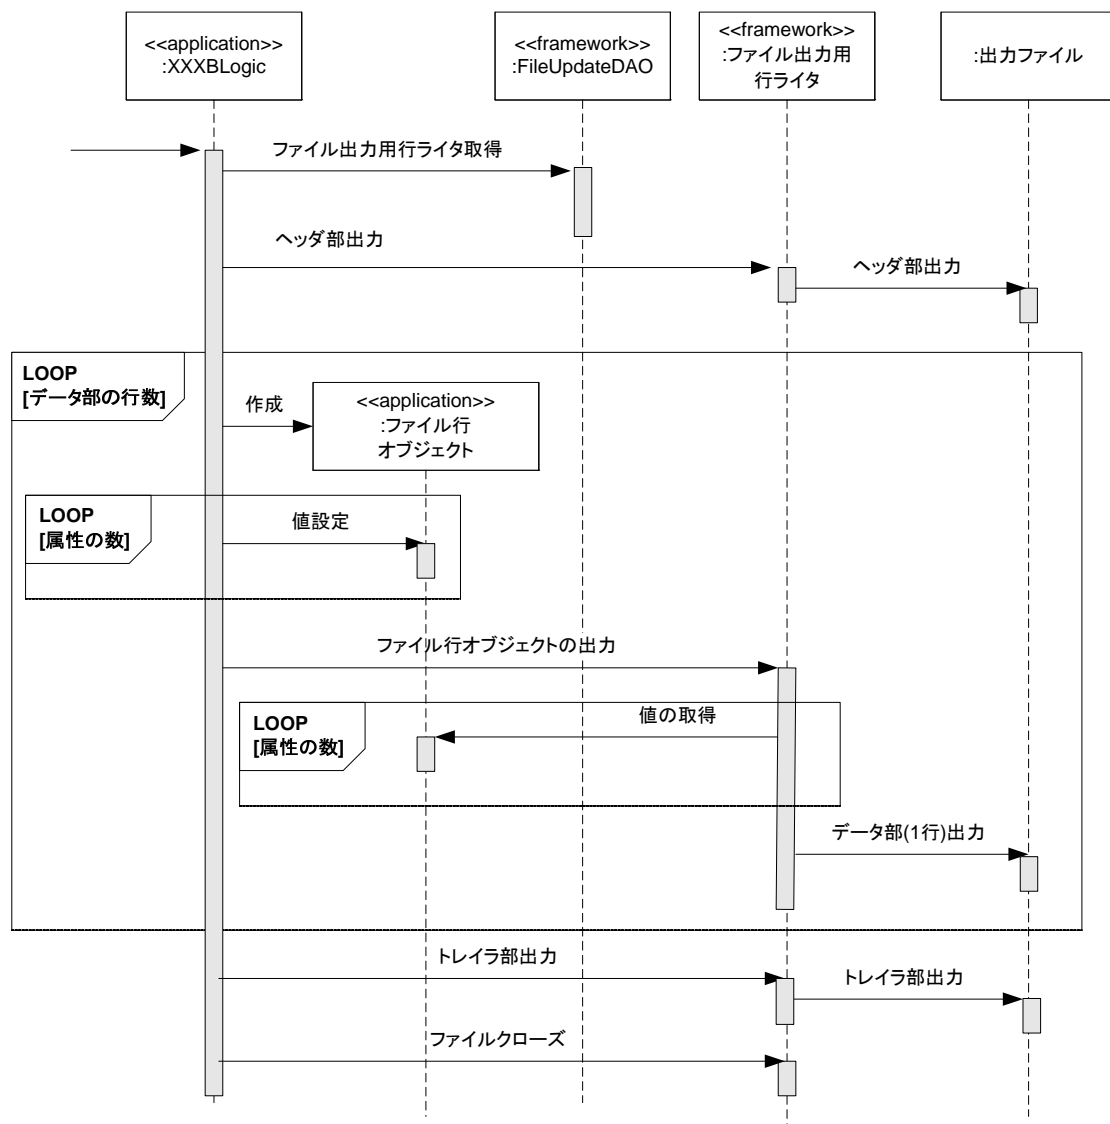 <<application>>
:XXXBLogic
<<framework>>
:FileUpdateDAO
<<framework>>
:ファイル出力用
行ライタ
:出力ファイル
ファイル出力用行ライタ取得
ヘッダ部出力
ヘッダ部出力
LOOP
[データ部の行数]
作成
<<application>>
:ファイル行
オブジェクト
LOOP
[属性の数]
値設定
ファイル行オブジェクトの出力
LOOP
[属性の数]
値の取得
データ部(1行)出力
トレイラ部出力
トレイラ部出力
ファイルクローズ